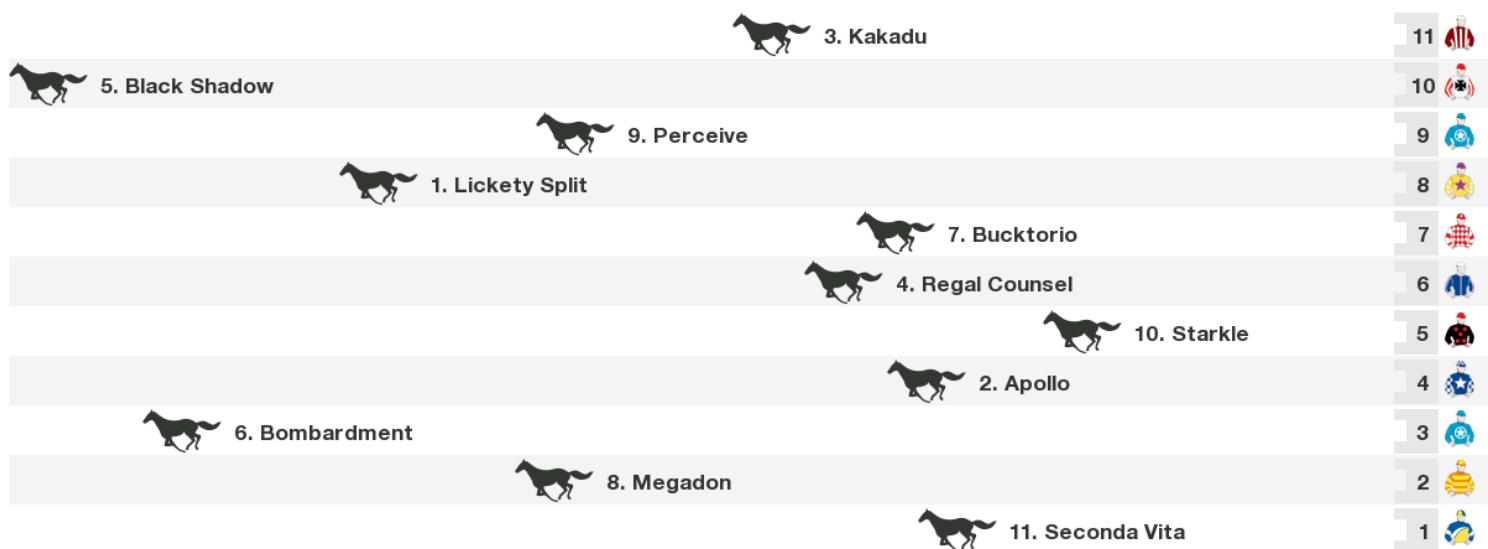 3. Kakadu 11
5. Black Shadow 10
9. Perceive 9
1. Lickety Split 8
7. Bucktorio 7
4. Regal Counsel 6
10. Starkle 5
2. Apollo 4
6. Bombardment 3
8. Megadon 2
11. Seconda Vita 1